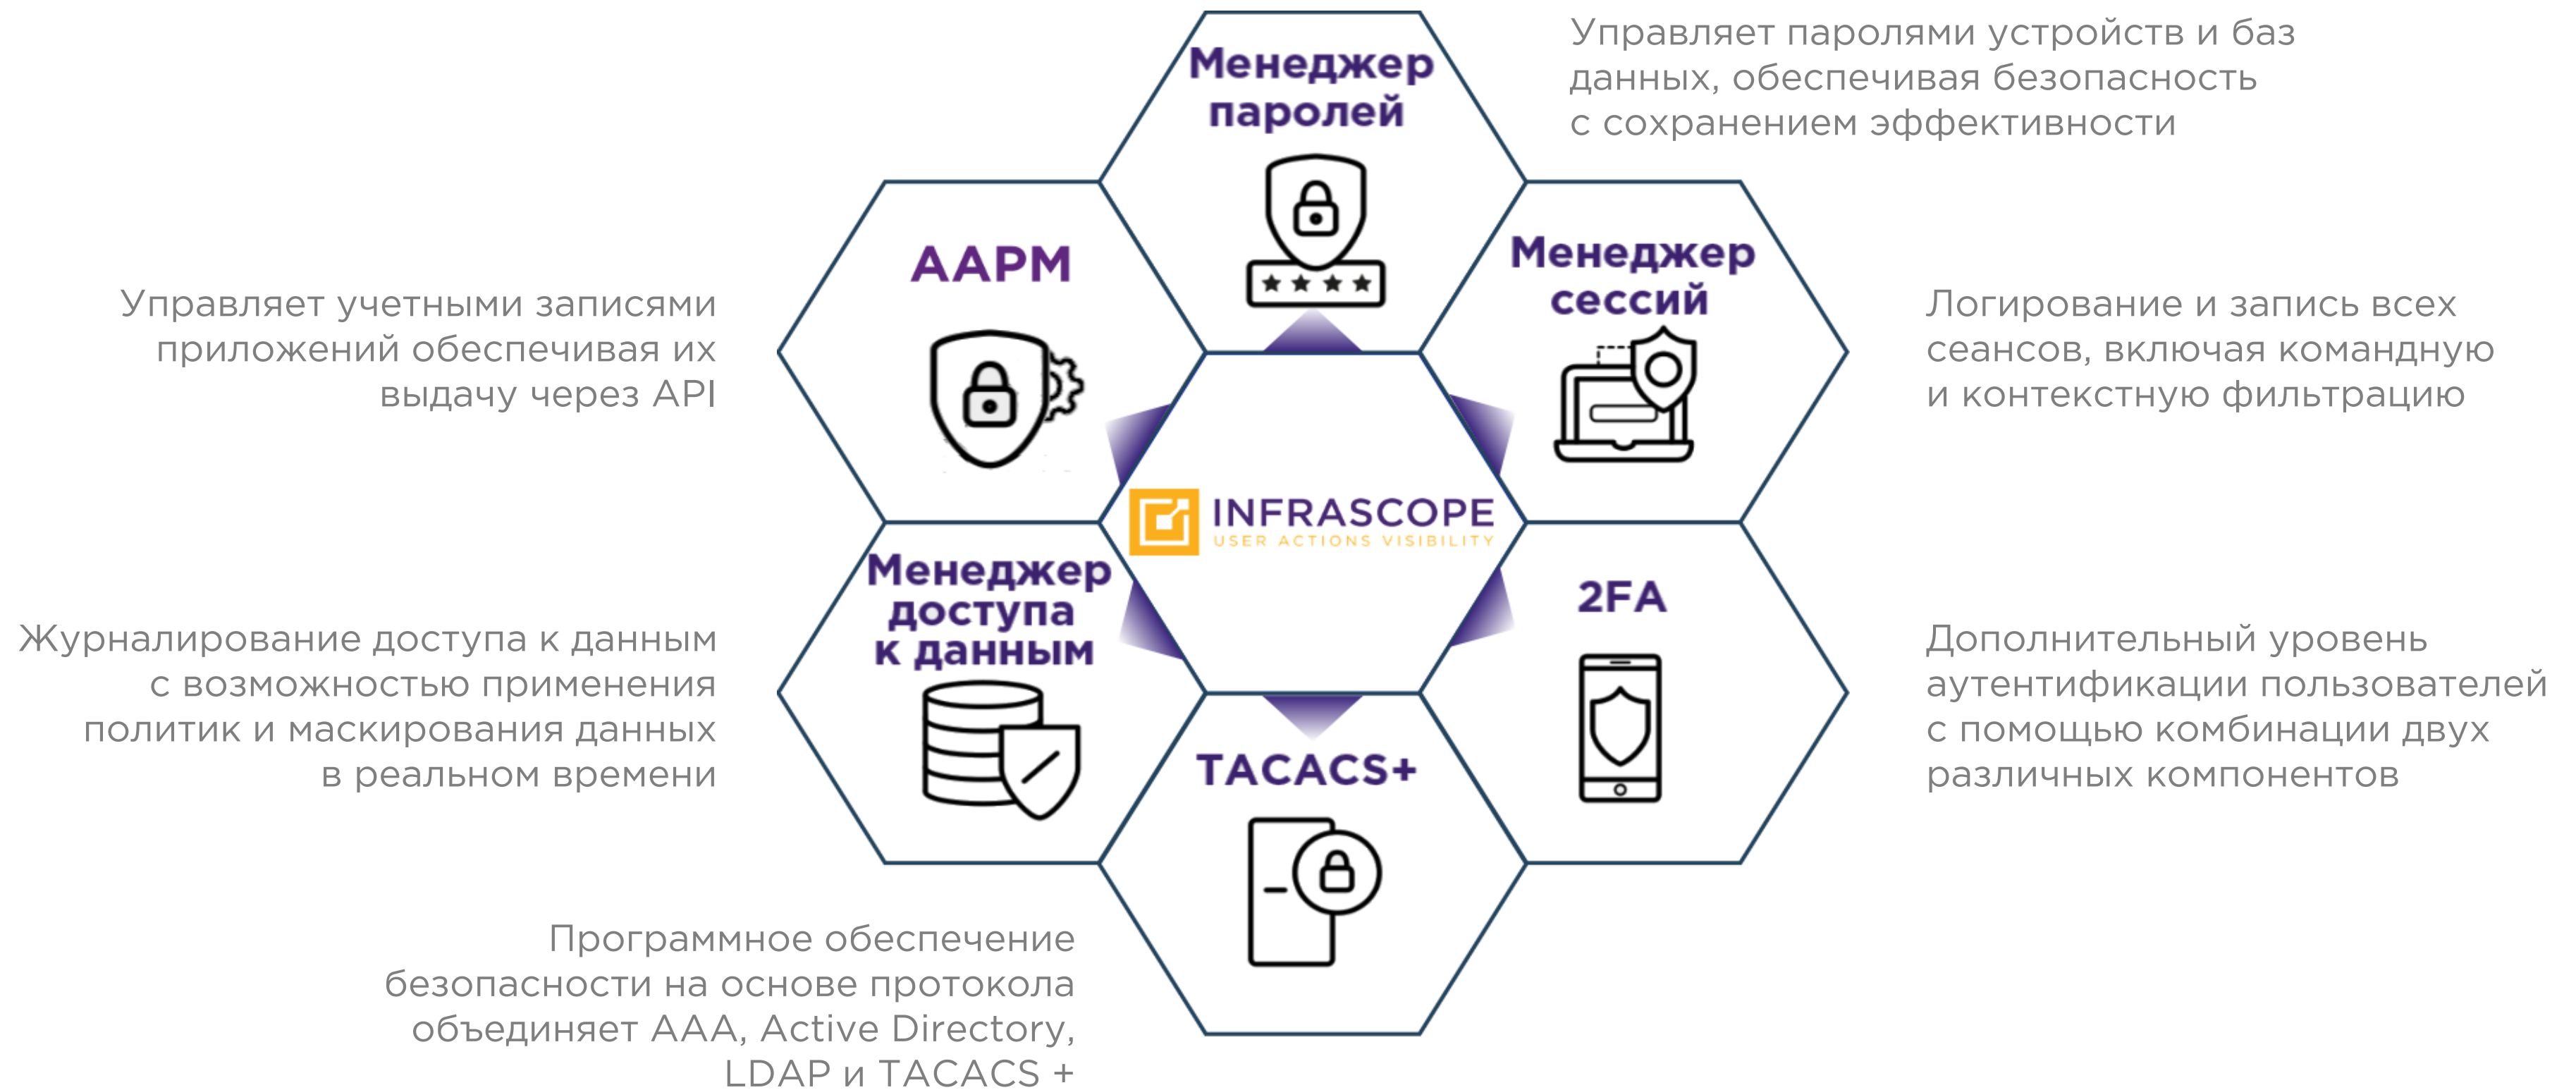 Менеджер
паролей
Управляет паролями устройств и баз
данных, обеспечивая безопасность
с сохранением эффективности
AAPM
Управляет учетными записями
приложений обеспечивая их
выдачу через API
Менеджер
сессий
Логирование и запись всех
сеансов, включая командную
и контекстную фильтрацию
INFRASCOPE
USER ACTIONS VISIBILITY
Менеджер
доступа
к данным
Журналирование доступа к данным
с возможностью применения
политик и маскирования данных
в реальном времени
2FA
Дополнительный уровень
аутентификации пользователей
с помощью комбинации двух
различных компонентов
TACACS+
Программное обеспечение
безопасности на основе протокола
объединяет AAA, Active Directory,
LDAP и TACACS +